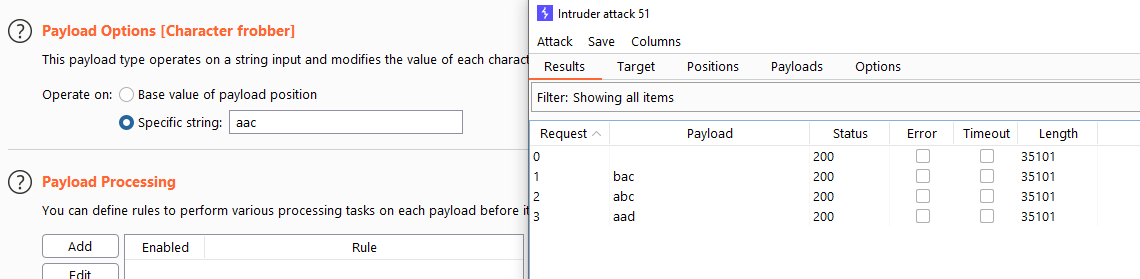 Payload Options [Character frobber]
This payload type operates on a string input and modifies the value of each charact
Operate on:
Base value of payload position
Specific string: aac
Payload Processing
You can define rules to perform various processing tasks on each payload before it
Add
Enabled Rule
Edit
Intruder attack 51
Attack Save Columns
Results Target Positions Payloads Options
Filter: Showing all items
Request Payload Status Error Timeout Length
0 200 35101
1 bac 200 35101
2 abc 200 35101
3 aad 200 35101